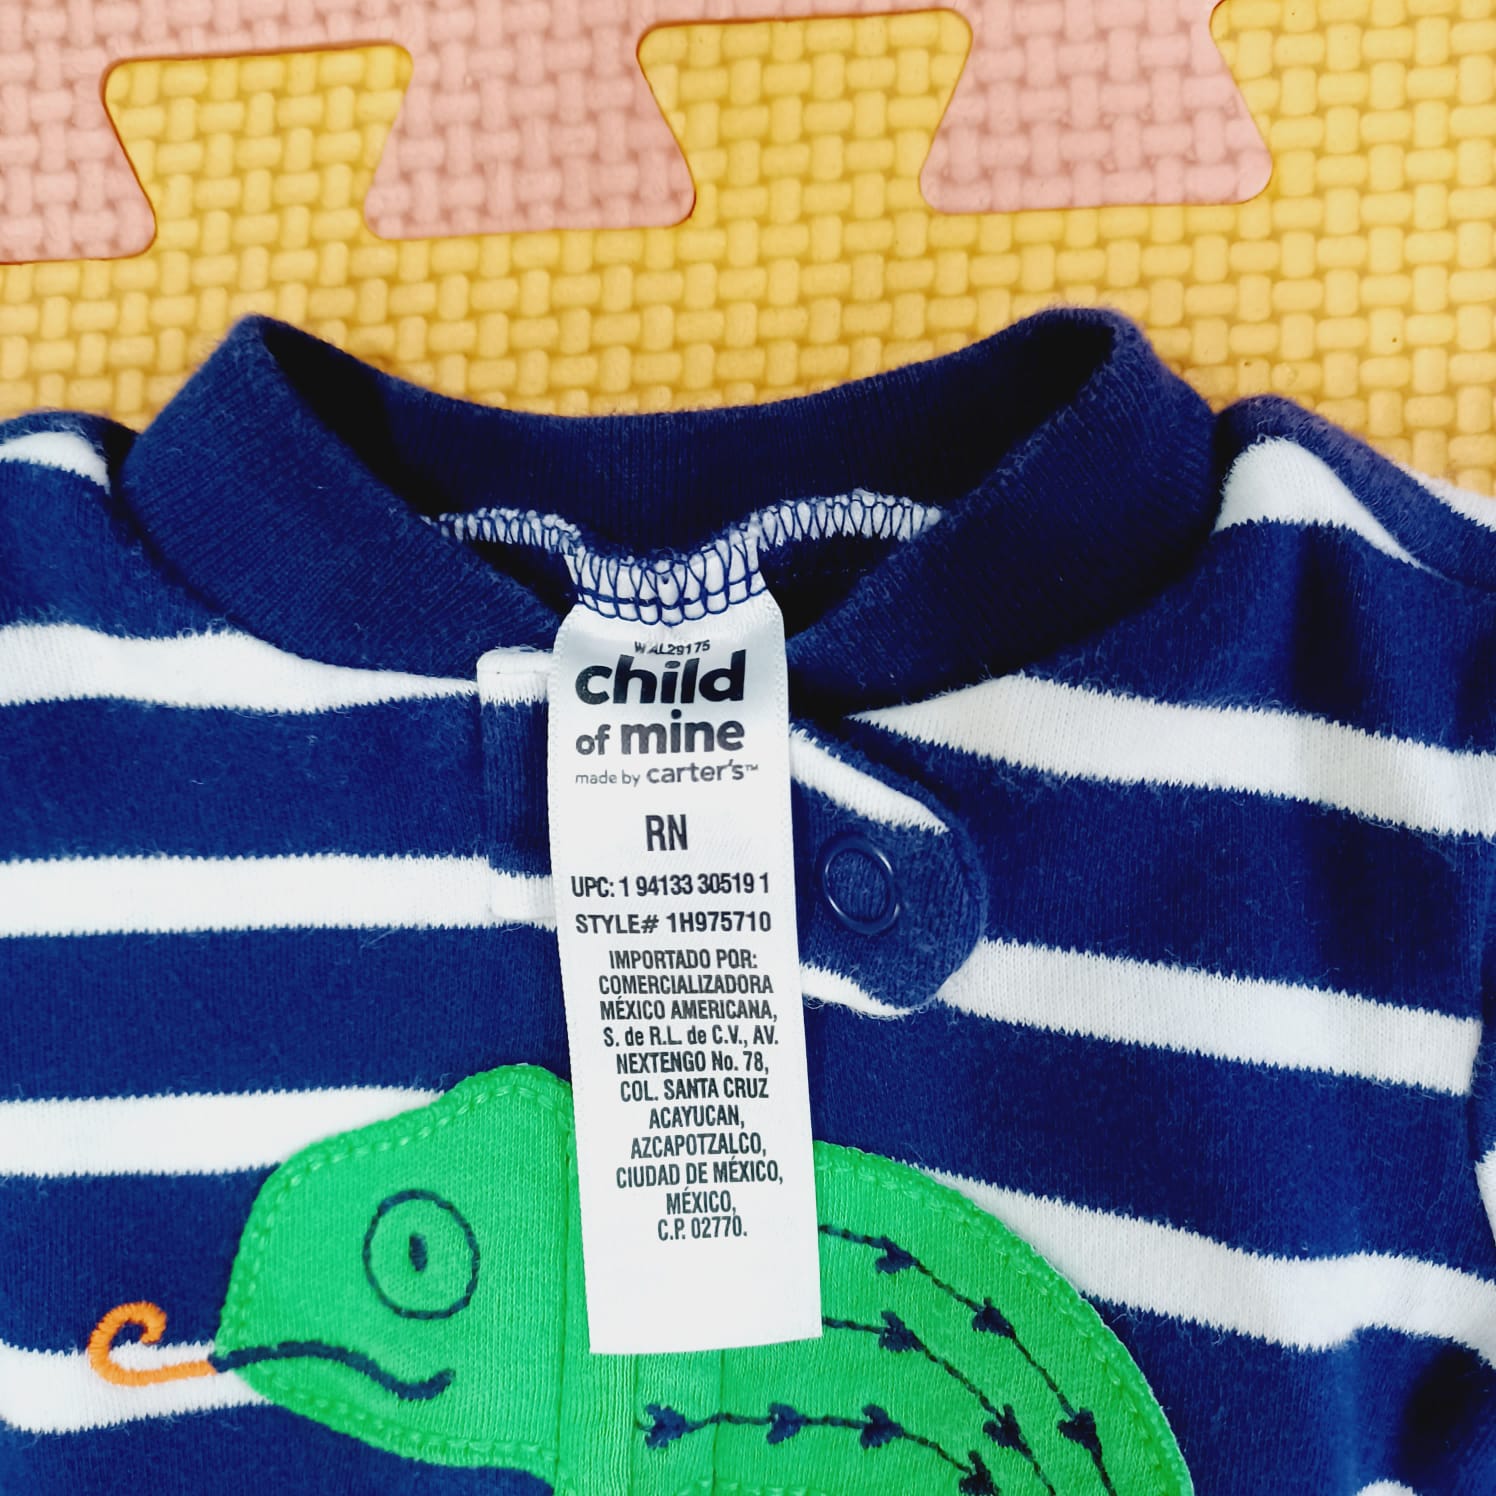 WAL29175
child
of mine
made by carter's™
RN
UPC: 1 94133 30519 1
STYLE# 1H975710
IMPORTADO POR:
COMERCIALIZADORA
MÉXICO AMERICANA,
S. de R.L. de C.V., AV.
NEXTENGO No. 78,
COL. SANTA CRUZ
ACAYUCAN,
AZCAPOTZALCO,
CIUDAD DE MÉXICO,
MÉXICO,
C.P. 02770.